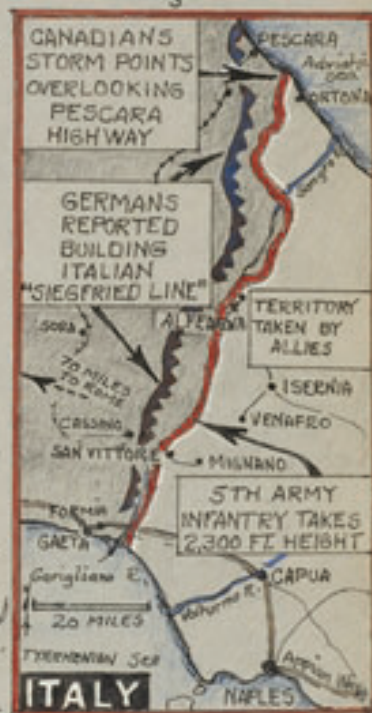 CANADIANS
STORM POINTS
OVERLOOKING
PESCARA
HIGHWAY
PESCARA
Adriatic
Sea
ORTONA
Sangro R.
GERMANS
REPORTED
BUILDING
ITALIAN
"SIEGFRIED LINE"
ALFEDENA
TERRITORY
TAKEN BY
ALLIES
SORA
70 MILES
TO ROME
ISERNIA
VENAFRO
CASSINO
SAN VITTORE
MIGNANO
5TH ARMY
INFANTRY TAKES
2,300 FT. HEIGHT
FORMIA
GAETA
Garigliano R.
CAPUA
Volturno R.
20 MILES
TYRRHENIAN SEA
Appian Way
ITALY
NAPLES